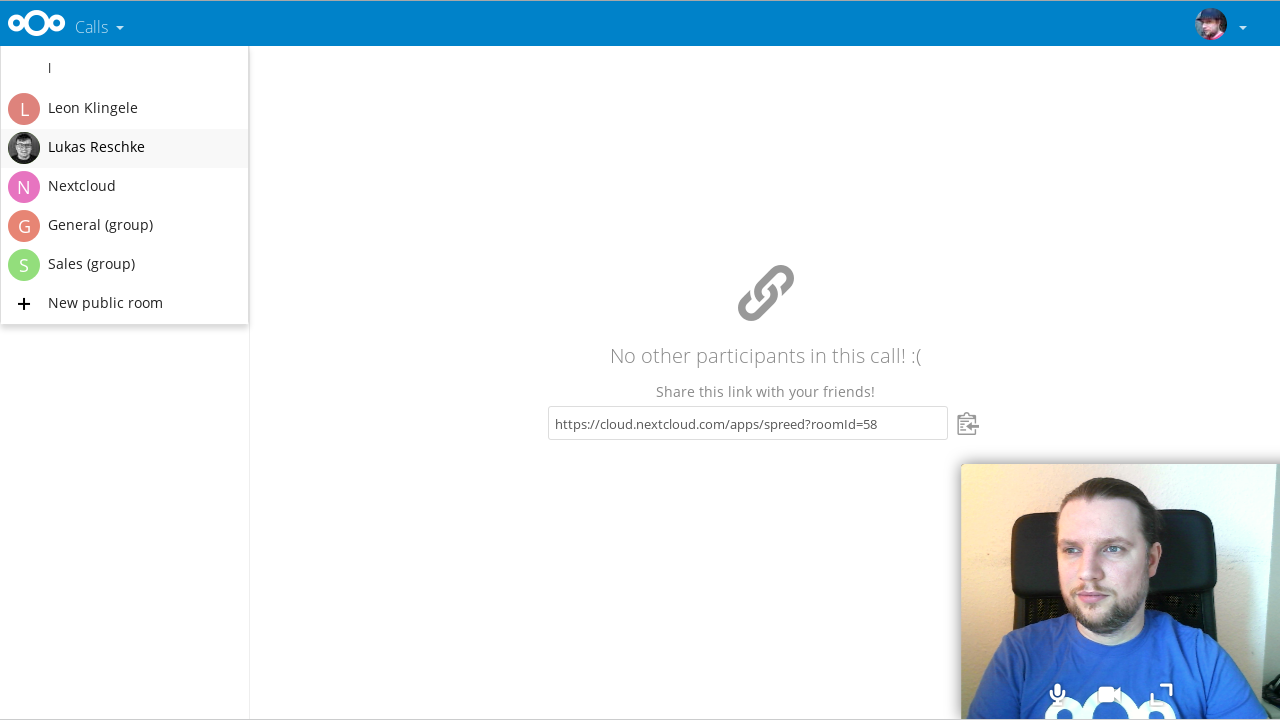 Calls
l
L Leon Klingele
Lukas Reschke
N Nextcloud
G General (group)
S Sales (group)
+ New public room
No other participants in this call! :(
Share this link with your friends!
https://cloud.nextcloud.com/apps/spreed?roomId=58